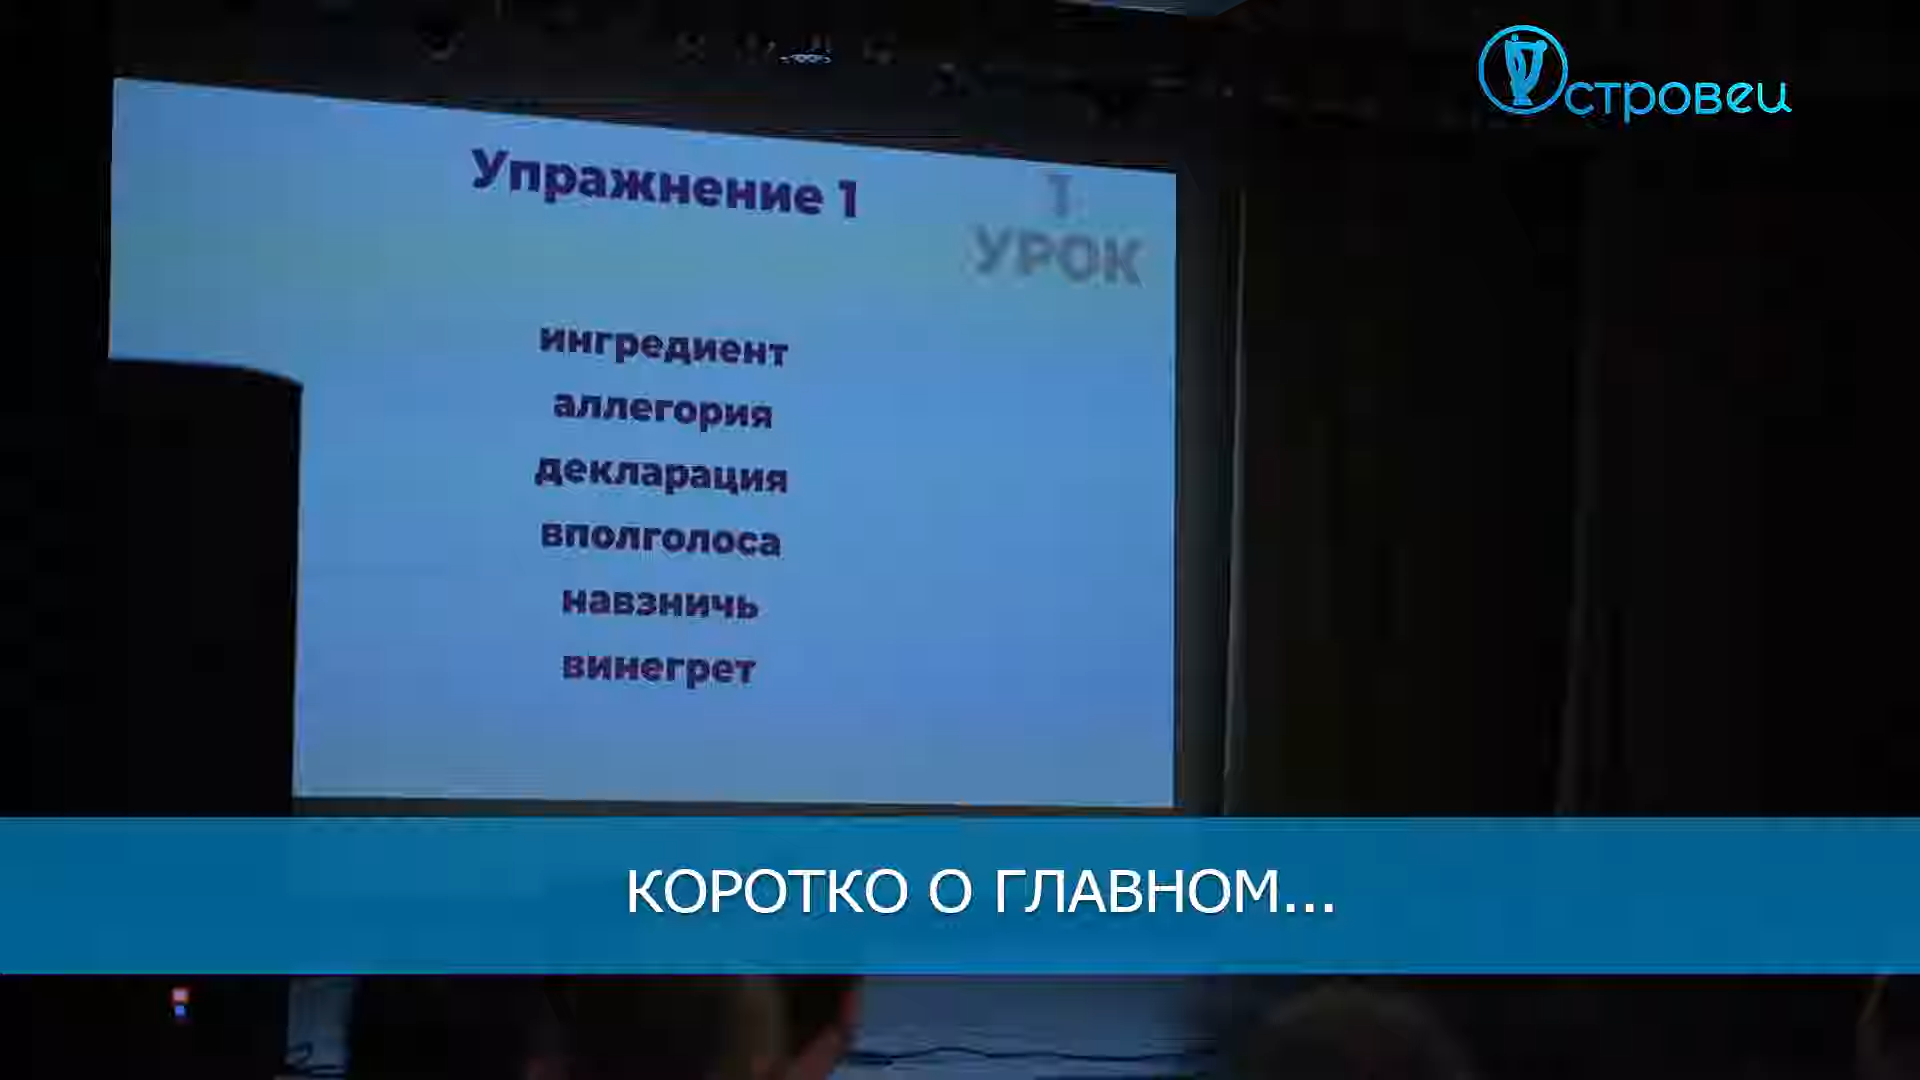 Островец
Упражнение 1
1
УРОК
ингредиент
аллегория
декларация
вполголоса
навзничь
винегрет
КОРОТКО О ГЛАВНОМ...